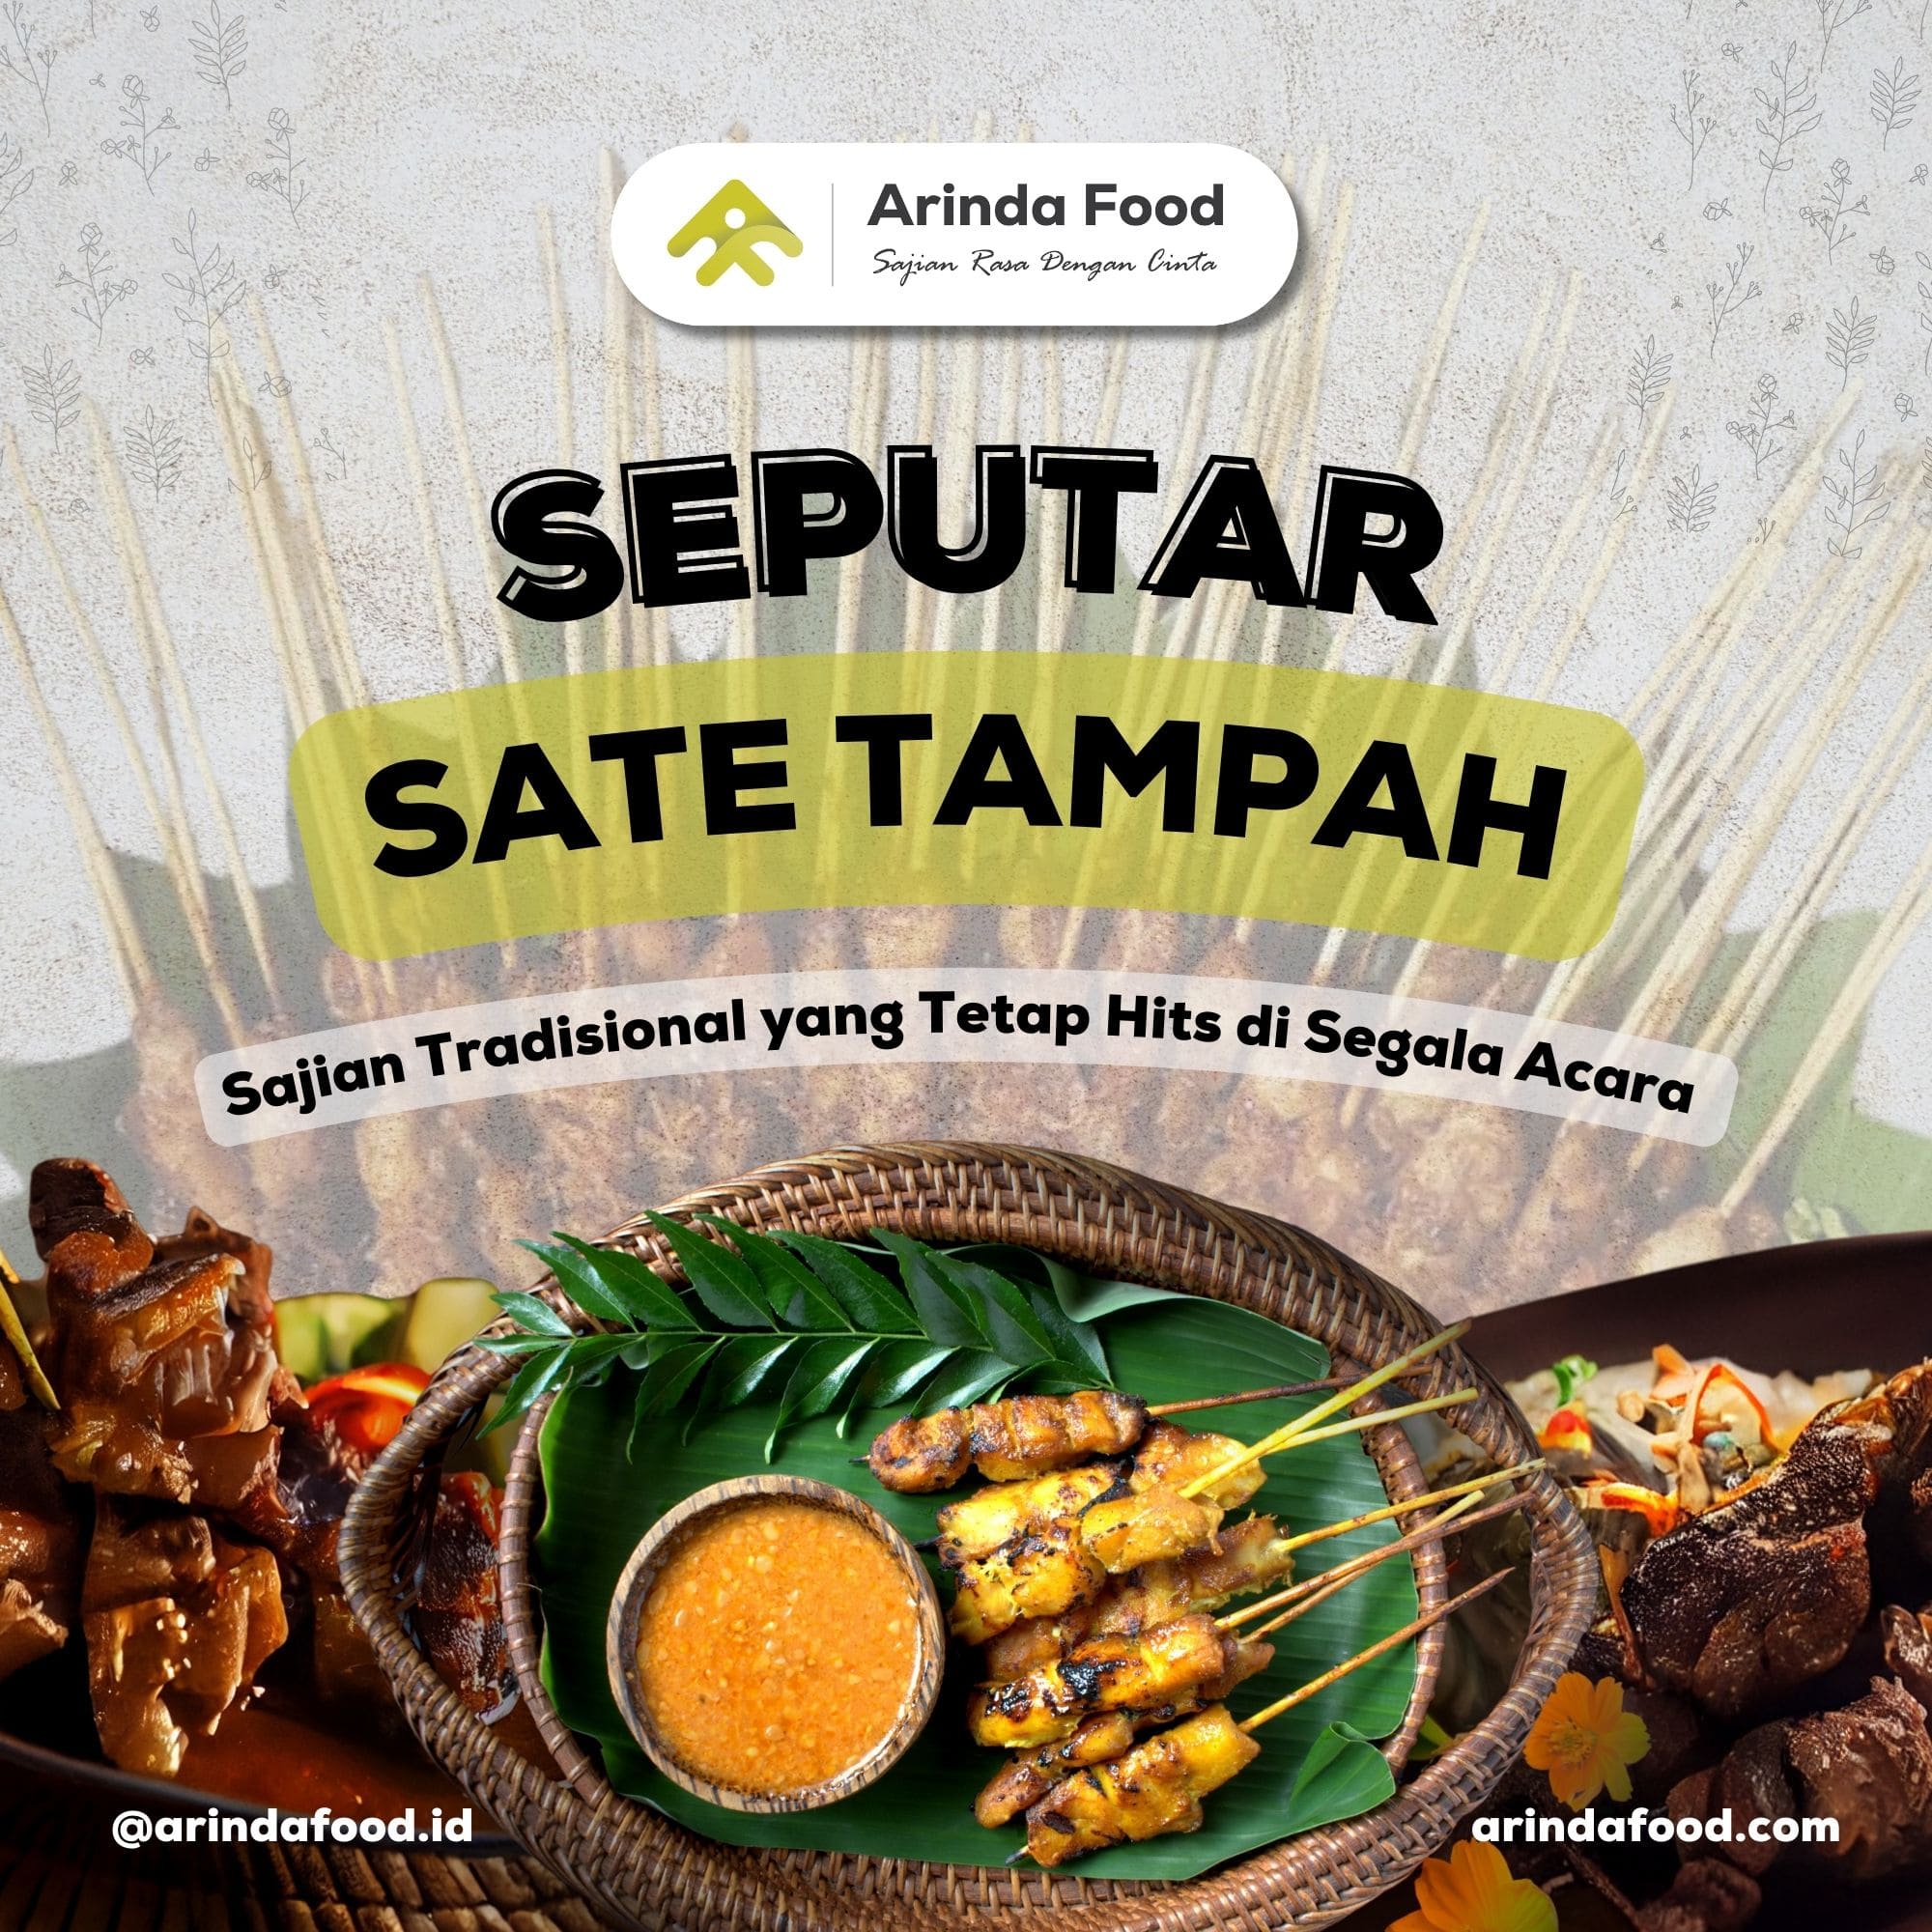 Arinda Food
Sajian Rasa Dengan Cinta
SEPUTAR
SATE TAMPAH
Sajian Tradisional yang Tetap Hits di Segala Acara
@arindafood.id
arindafood.com